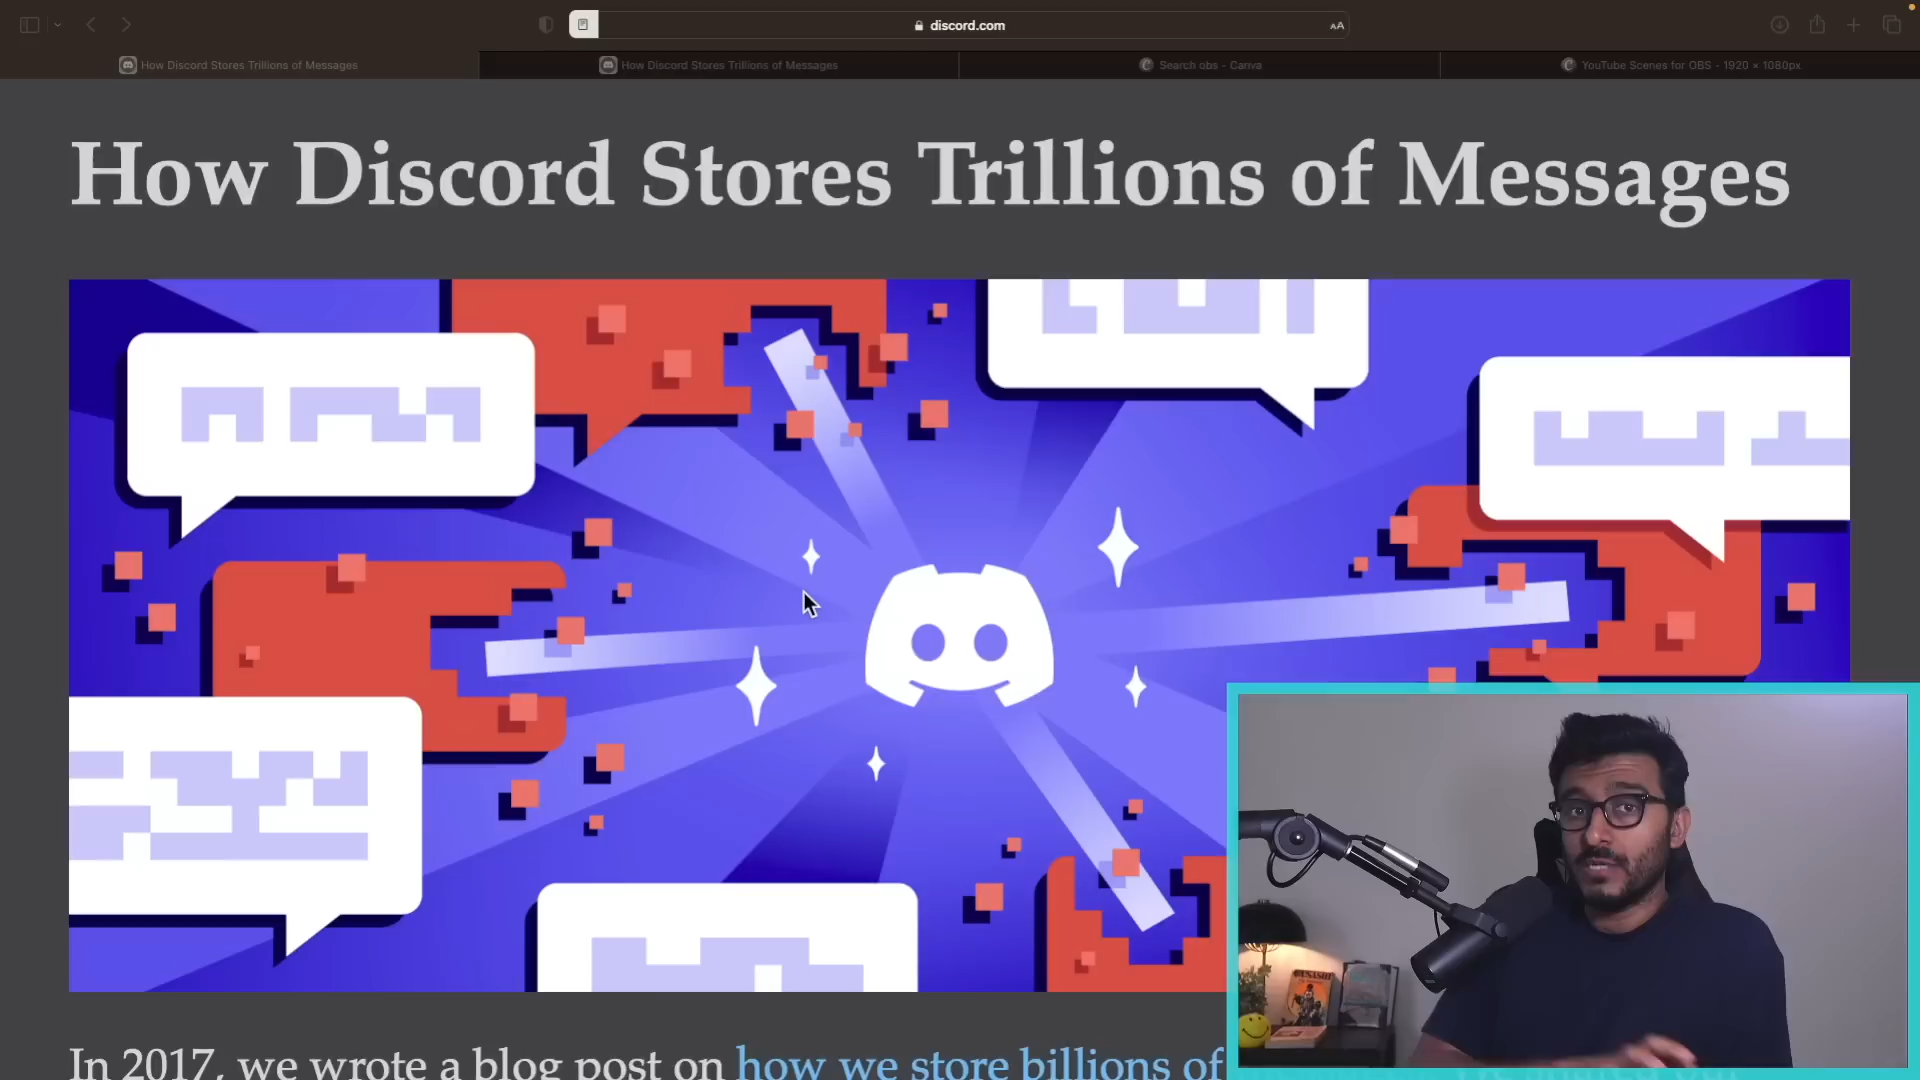 discord.com
AA
How Discord Stores Trillions of Messages
How Discord Stores Trillions of Messages
Search obs - Canva
YouTube Scenes for OBS - 1920 × 1080px
How Discord Stores Trillions of Messages
In 2017, we wrote a blog post on how we store billions of